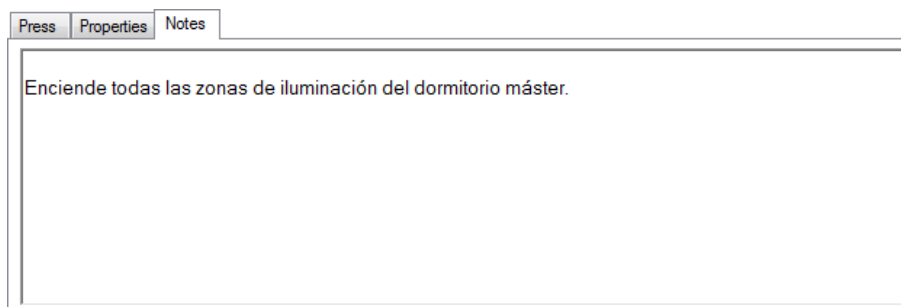 Press Properties Notes
Enciende todas las zonas de iluminación del dormitorio máster.